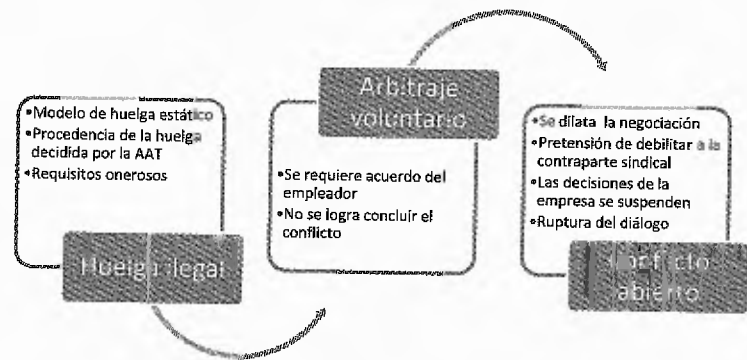 •Modelo de huelga estático
•Procedencia de la huelga
decidida por la AAT
•Requisitos onerosos
Huelga ilegal
Arbitraje
voluntario
•Se requiere acuerdo del
empleador
•No se logra concluir el
conflicto
•Se dilata la negociación
•Pretensión de debilitar a la
contraparte sindical
•Las decisiones de la
empresa se suspenden
•Ruptura del diálogo
Conflicto
abierto